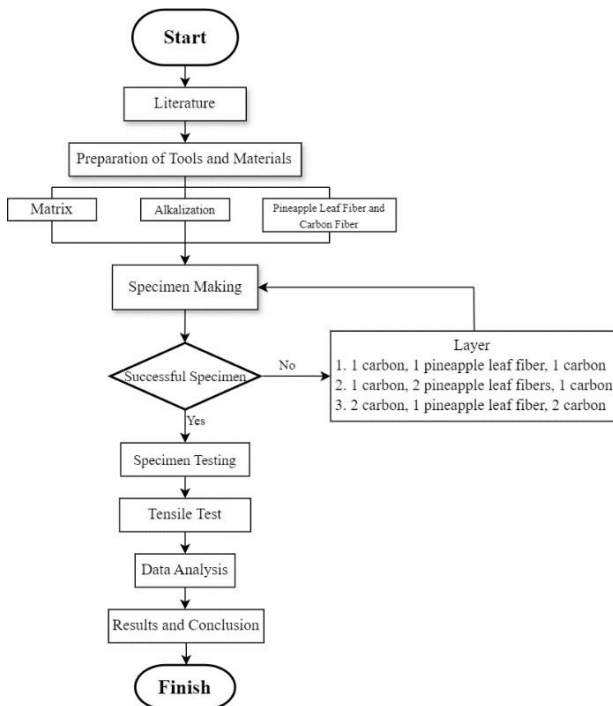 Start
Literature
Preparation of Tools and Materials
Matrix
Alkalization
Pineapple Leaf Fiber and
Carbon Fiber
Specimen Making
Successful Specimen
No
Layer
1. 1 carbon, 1 pineapple leaf fiber, 1 carbon
2. 1 carbon, 2 pineapple leaf fibers, 1 carbon
3. 2 carbon, 1 pineapple leaf fiber, 2 carbon
Yes
Specimen Testing
Tensile Test
Data Analysis
Results and Conclusion
Finish